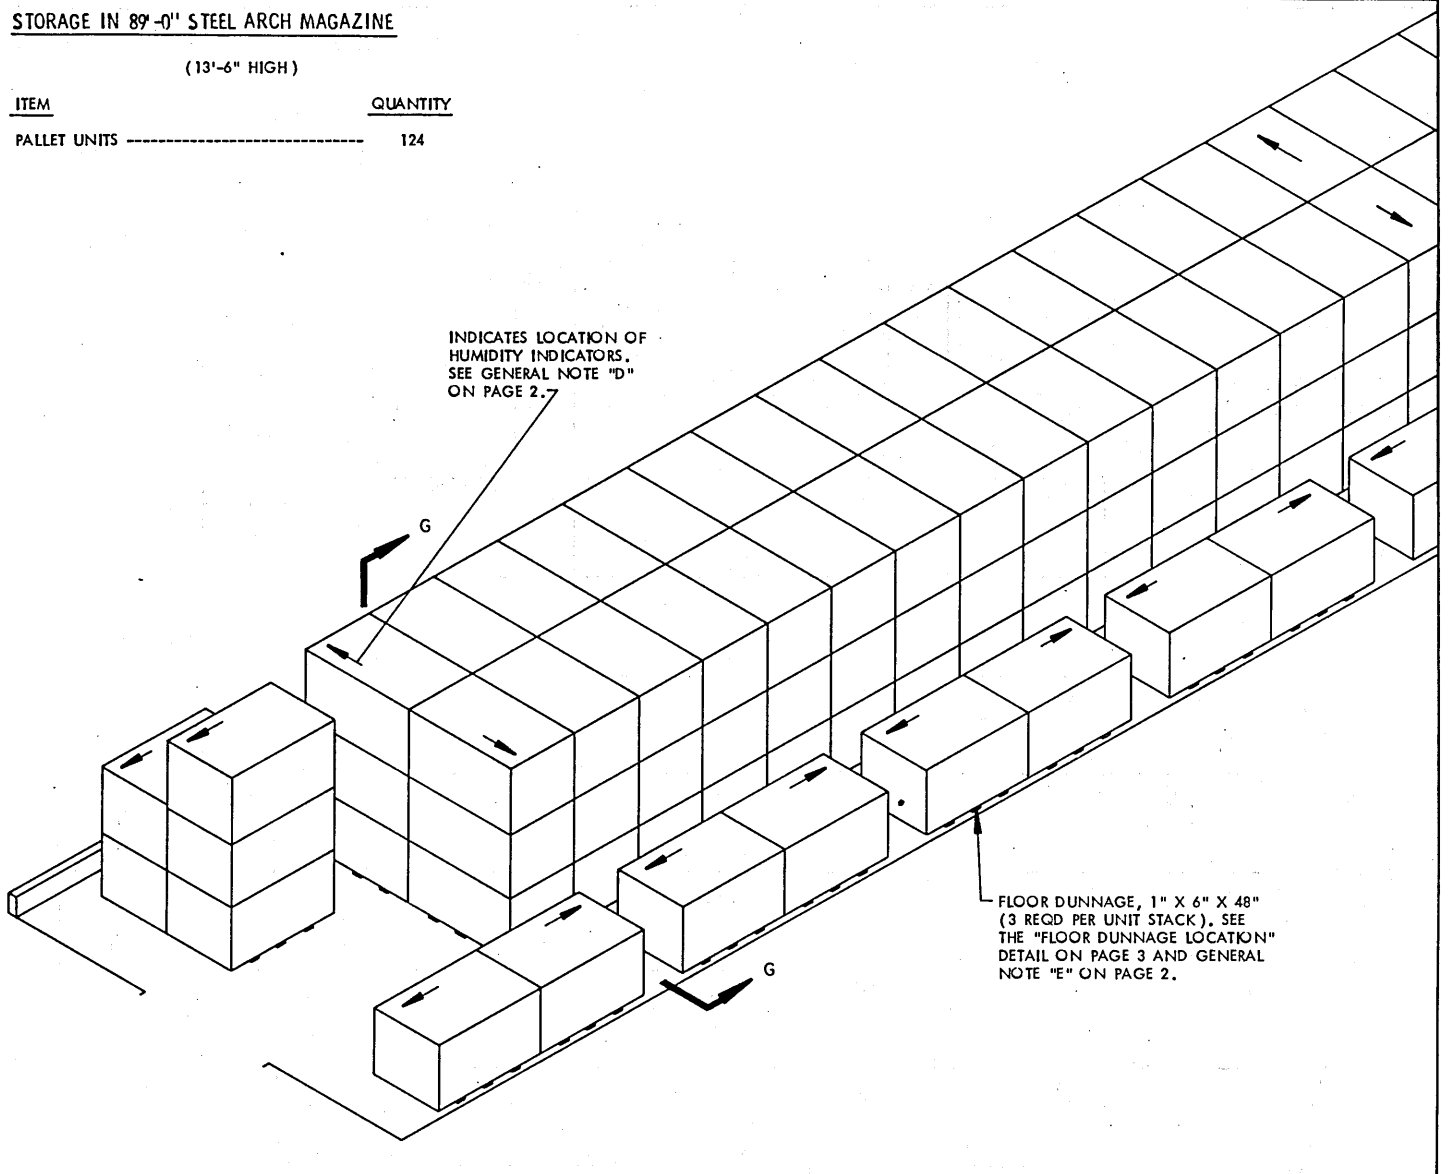 STORAGE IN 89'-0" STEEL ARCH MAGAZINE
(13'-6" HIGH)
ITEM QUANTITY
PALLET UNITS ------------------------------ 124
INDICATES LOCATION OF
HUMIDITY INDICATORS.
SEE GENERAL NOTE "D"
ON PAGE 2.
G
G
FLOOR DUNNAGE, 1" X 6" X 48"
(3 REQD PER UNIT STACK). SEE
THE "FLOOR DUNNAGE LOCATION"
DETAIL ON PAGE 3 AND GENERAL
NOTE "E" ON PAGE 2.